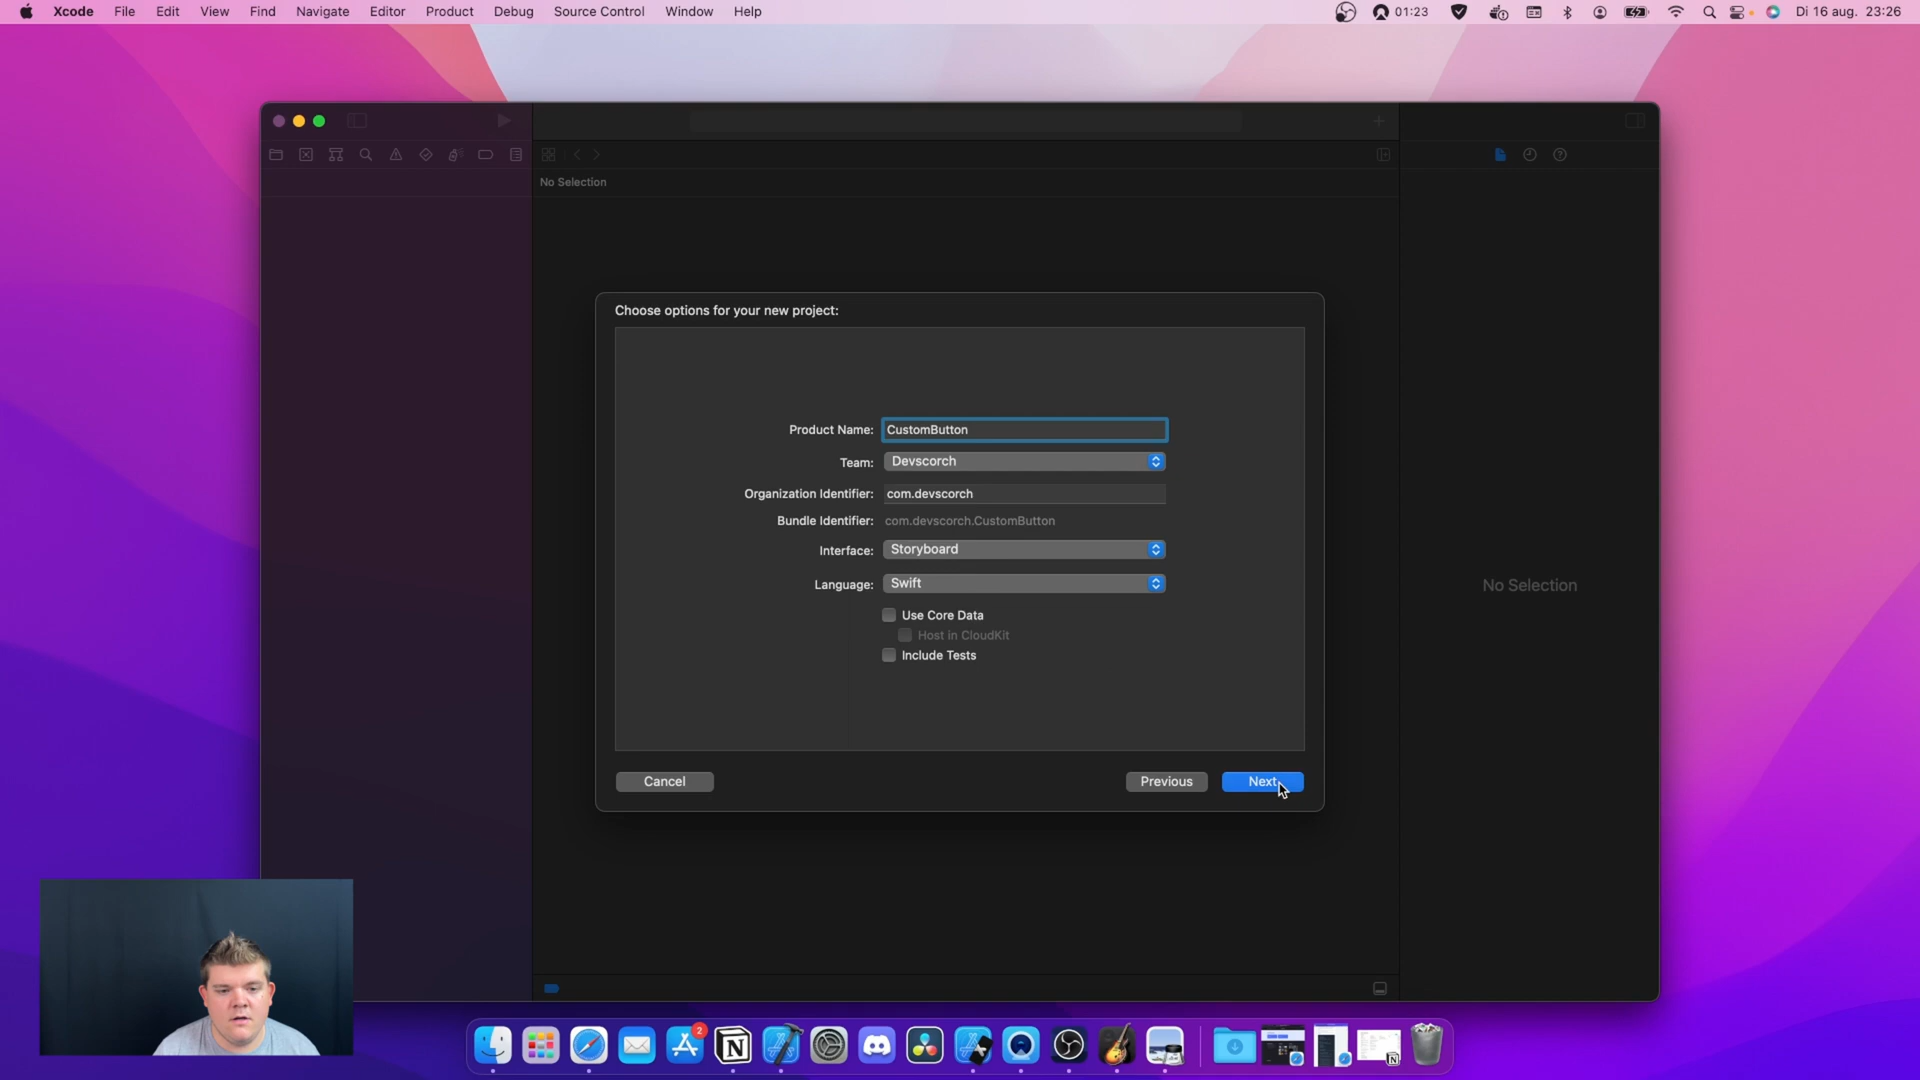 Xcode File Edit View Find Navigate Editor Product Debug Source Control Window Help 01:23 Di 16 aug. 23:26
No Selection
Choose options for your new project:
Product Name: CustomButton
Team: Devscorch
Organization Identifier: com.devscorch
Bundle Identifier: com.devscorch.CustomButton
Interface: Storyboard
Language: Swift
Use Core Data
Host in CloudKit
Include Tests
No Selection
Cancel Previous Next
2